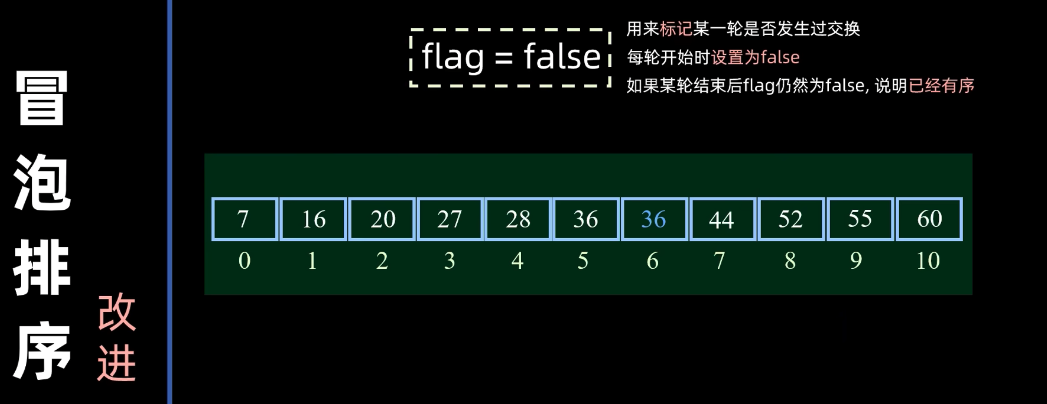 冒泡排序
改进
flag = false
用来标记某一轮是否发生过交换
每轮开始时设置为false
如果某轮结束后flag仍然为false, 说明已经有序
7 16 20 27 28 36 36 44 52 55 60
0 1 2 3 4 5 6 7 8 9 10